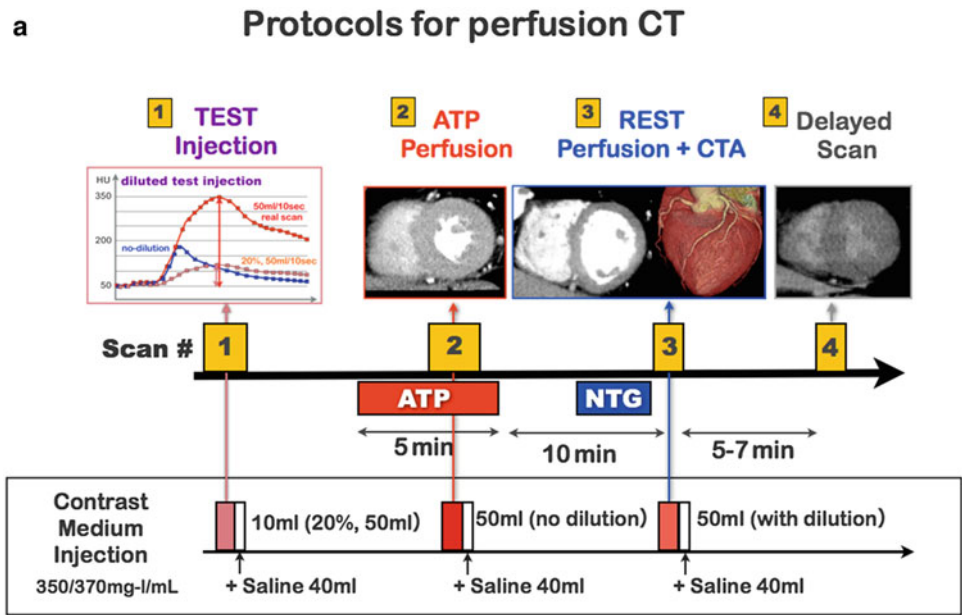 a
Protocols for perfusion CT
1 TEST
Injection
2 ATP
Perfusion
3 REST
Perfusion + CTA
4 Delayed
Scan
HU
diluted test injection
350
50ml/10sec
real scan
200
no-dilution
20%, 50ml/10sec
50
Scan # 1 2 3 4
ATP NTG
5 min 10 min 5-7 min
Contrast
Medium
Injection
350/370mg-I/mL
10ml (20%, 50ml) 50ml (no dilution) 50ml (with dilution)
+ Saline 40ml + Saline 40ml + Saline 40ml